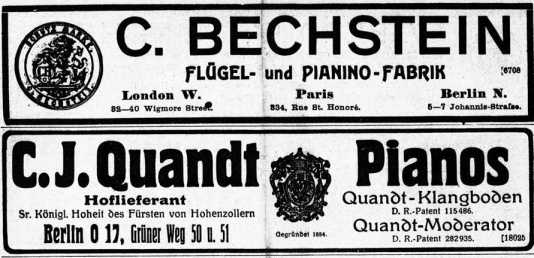 C. BECHSTEIN
FLÜGEL- und PIANINO-FABRIK [6708
London W. Paris Berlin N.
32—40 Wigmore Street. 334, Rue St. Honoré. 5—7 Johannis-Straße.
C. J. Quandt Pianos
Hoflieferant
Sr. Königl. Hoheit des Fürsten von Hohenzollern
Berlin O 17, Grüner Weg 50 u. 51
Gegründet 1854.
Quandt-Klangboden
D. R.-Patent 115486.
Quandt-Moderator
D. R.-Patent 282935. [18025